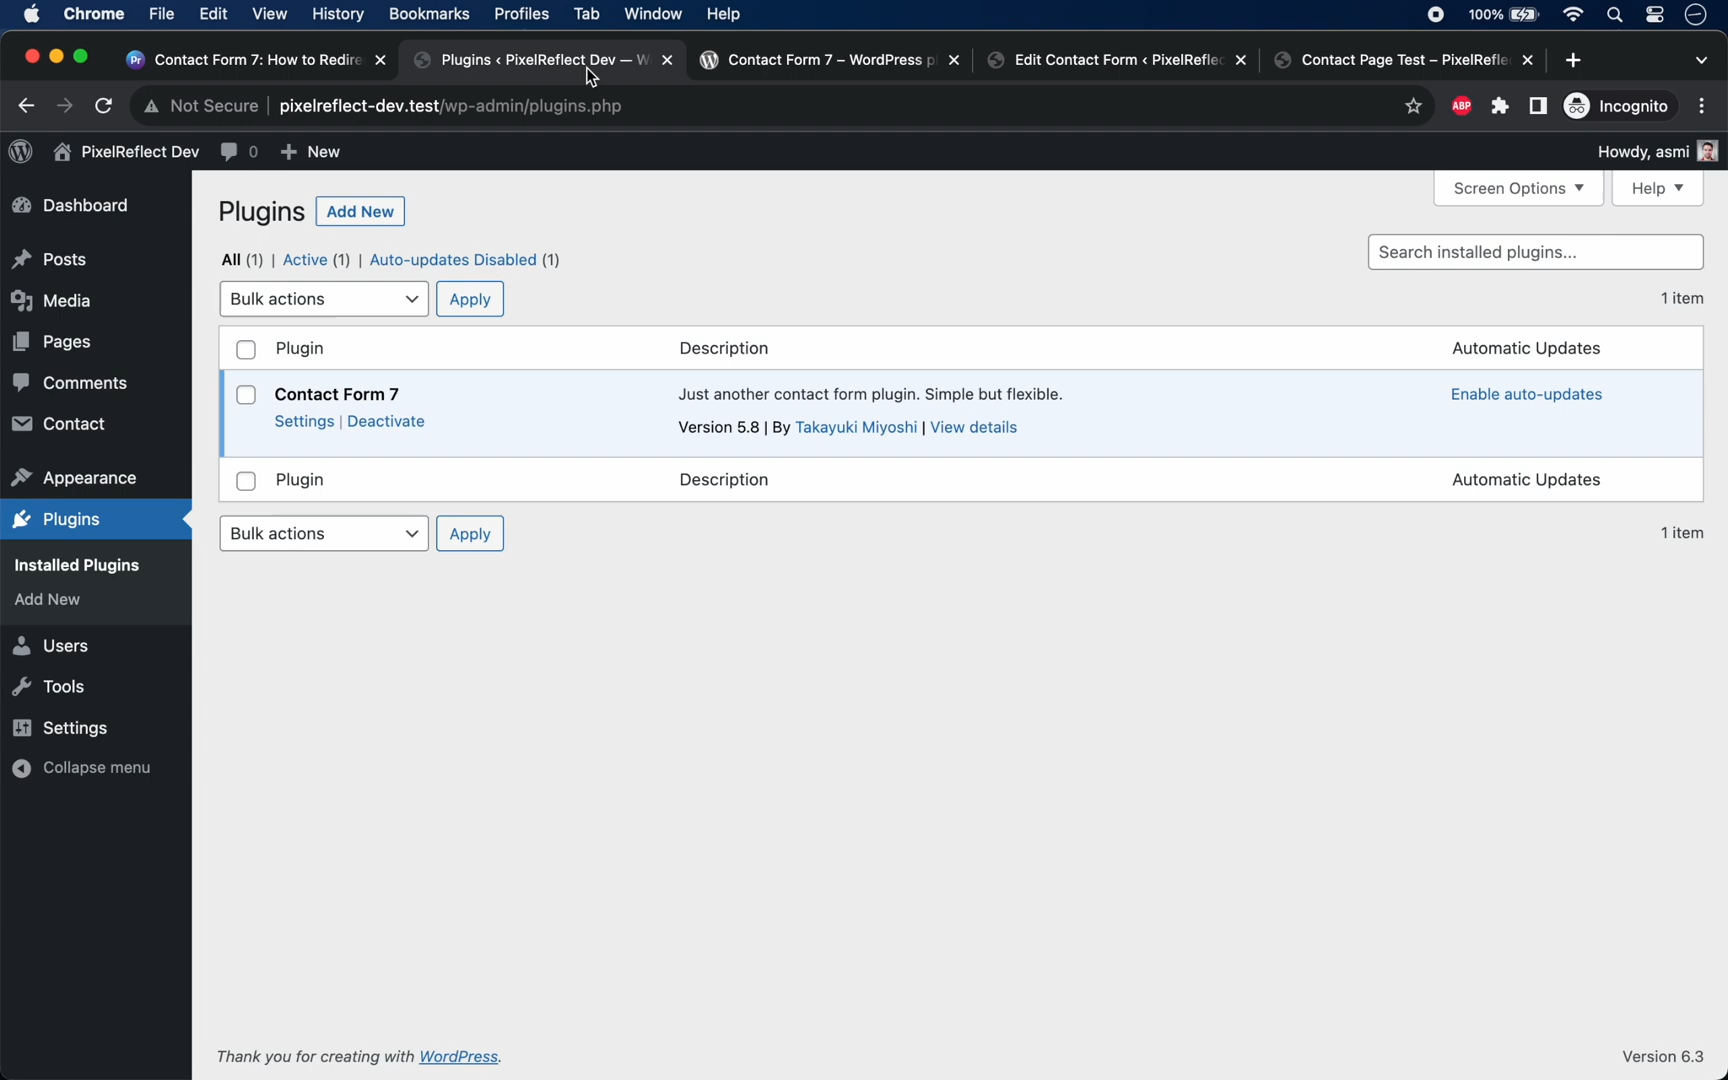 Chrome File Edit View History Bookmarks Profiles Tab Window Help 100%
Pr Contact Form 7: How to Redire Plugins ‹ PixelReflect Dev — W Contact Form 7 – WordPress pl Edit Contact Form ‹ PixelReflec Contact Page Test – PixelRefle
Not Secure pixelreflect-dev.test/wp-admin/plugins.php ABP Incognito
PixelReflect Dev 0 New Howdy, asmi
Dashboard
Posts
Media
Pages
Comments
Contact
Appearance
Plugins
Installed Plugins
Add New
Users
Tools
Settings
Collapse menu
Screen Options Help
Plugins Add New
All (1) | Active (1) | Auto-updates Disabled (1)
Search installed plugins...
Bulk actions Apply 1 item
Plugin Description Automatic Updates
Contact Form 7 Just another contact form plugin. Simple but flexible. Enable auto-updates
Settings | Deactivate Version 5.8 | By Takayuki Miyoshi | View details
Plugin Description Automatic Updates
Bulk actions Apply 1 item
Thank you for creating with WordPress. Version 6.3